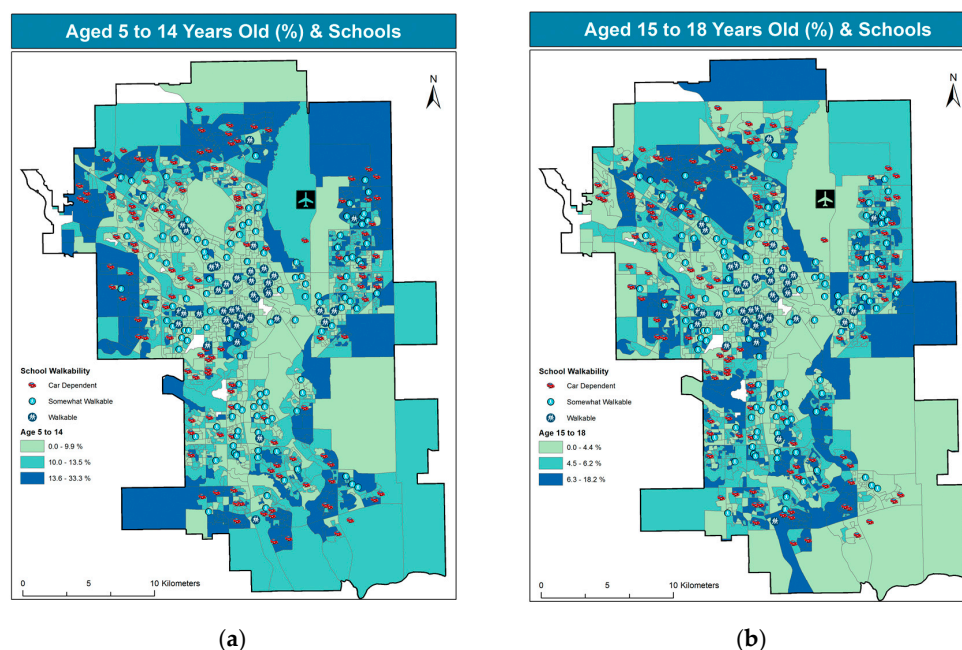 Aged 5 to 14 Years Old (%) & Schools
N
School Walkability
Car Dependent
Somewhat Walkable
Walkable
Age 5 to 14
0.0 - 9.9 %
10.0 - 13.5 %
13.6 - 33.3 %
0 5 10 Kilometers
(a)
Aged 15 to 18 Years Old (%) & Schools
N
School Walkability
Car Dependent
Somewhat Walkable
Walkable
Age 15 to 18
0.0 - 4.4 %
4.5 - 6.2 %
6.3 - 18.2 %
0 5 10 Kilometers
(b)